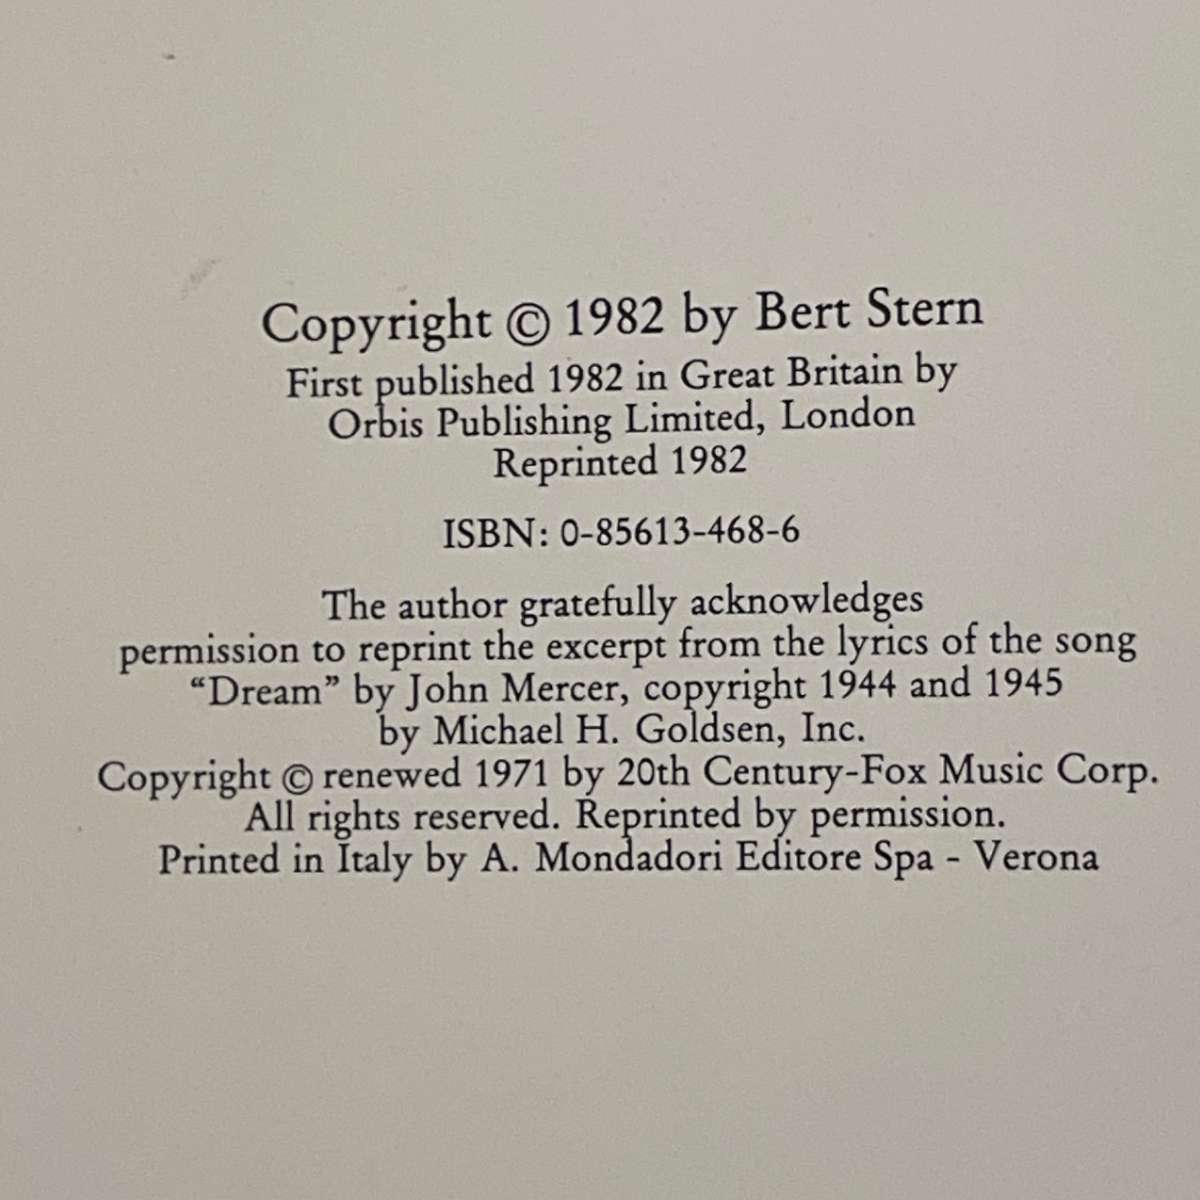 Copyright © 1982 by Bert Stern
First published 1982 in Great Britain by
Orbis Publishing Limited, London
Reprinted 1982
ISBN: 0-85613-468-6
The author gratefully acknowledges
permission to reprint the excerpt from the lyrics of the song
“Dream” by John Mercer, copyright 1944 and 1945
by Michael H. Goldsen, Inc.
Copyright © renewed 1971 by 20th Century-Fox Music Corp.
All rights reserved. Reprinted by permission.
Printed in Italy by A. Mondadori Editore Spa - Verona